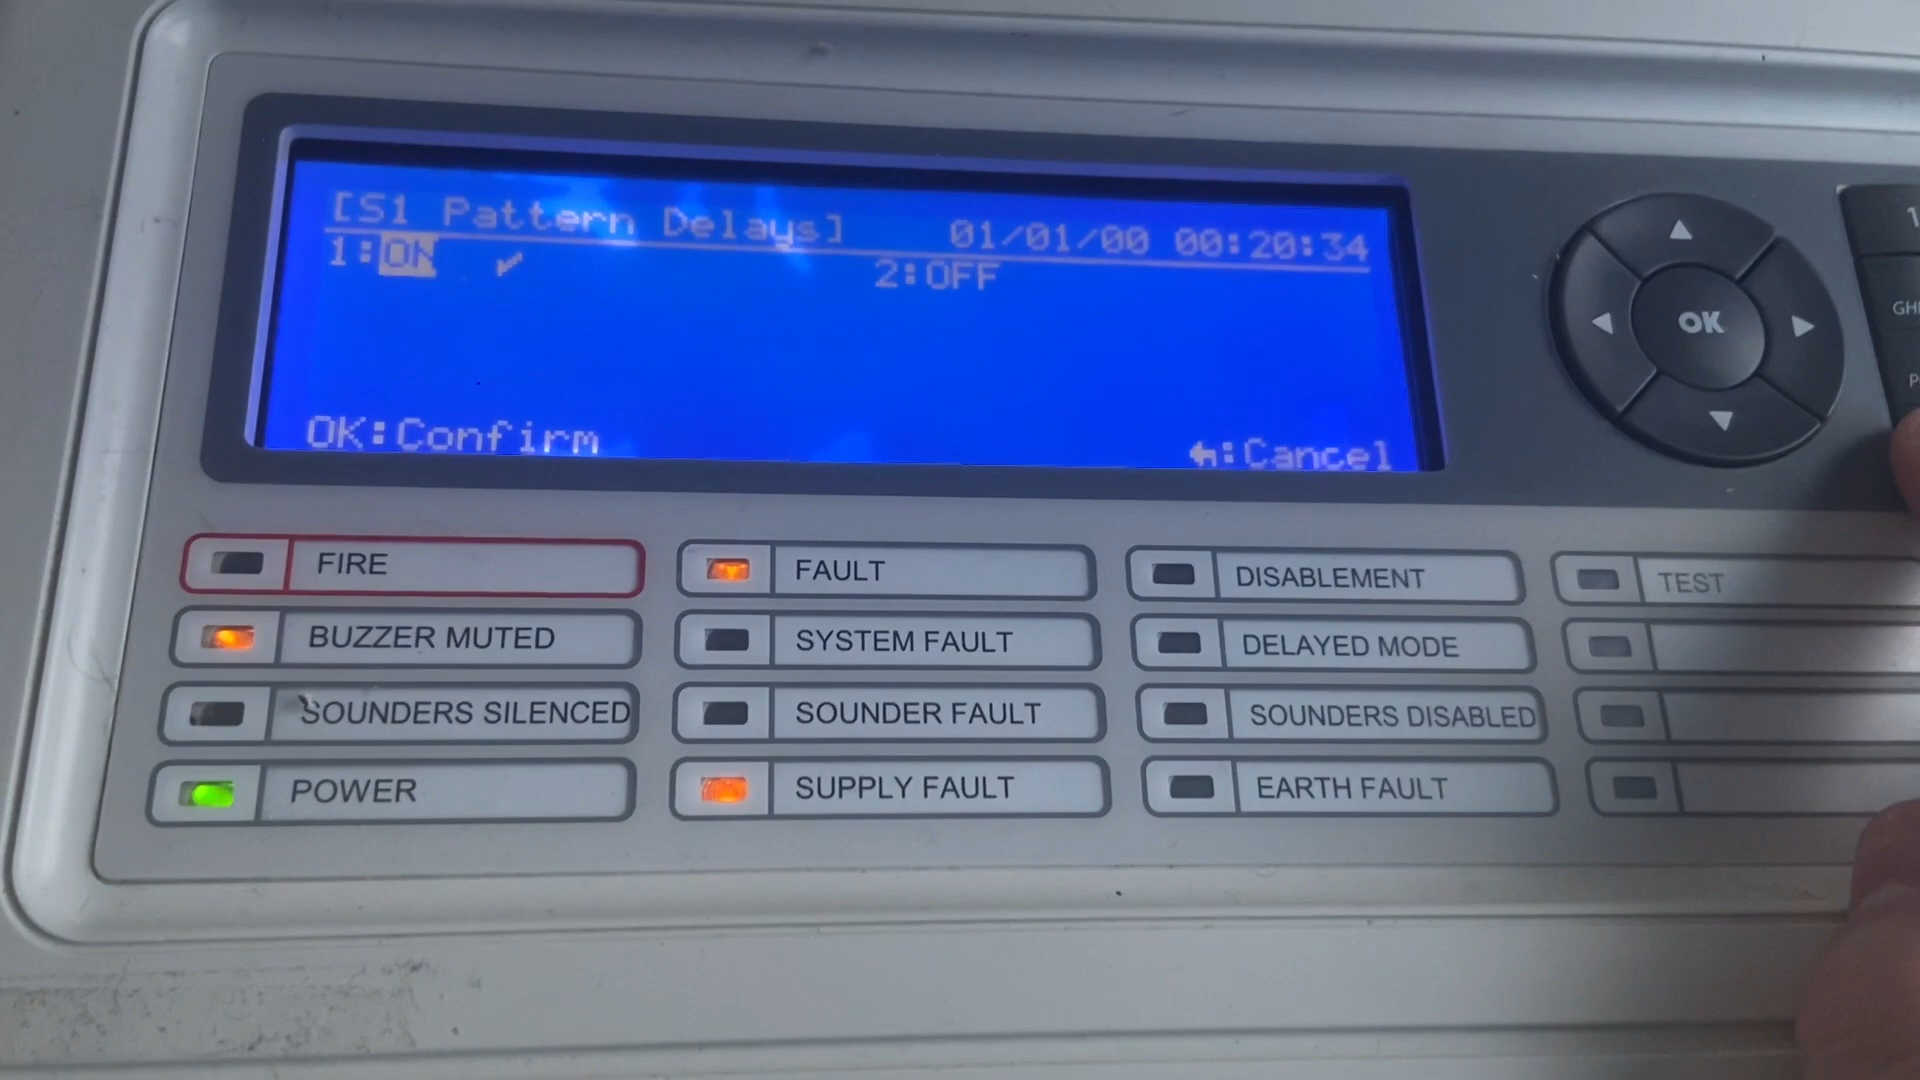 [S1 Pattern Delays] 01/01/00 00:20:34
1:ON ✔ 2:OFF
OK:Confirm ↰:Cancel
OK
FIRE FAULT DISABLEMENT TEST
BUZZER MUTED SYSTEM FAULT DELAYED MODE
SOUNDERS SILENCED SOUNDER FAULT SOUNDERS DISABLED
POWER SUPPLY FAULT EARTH FAULT